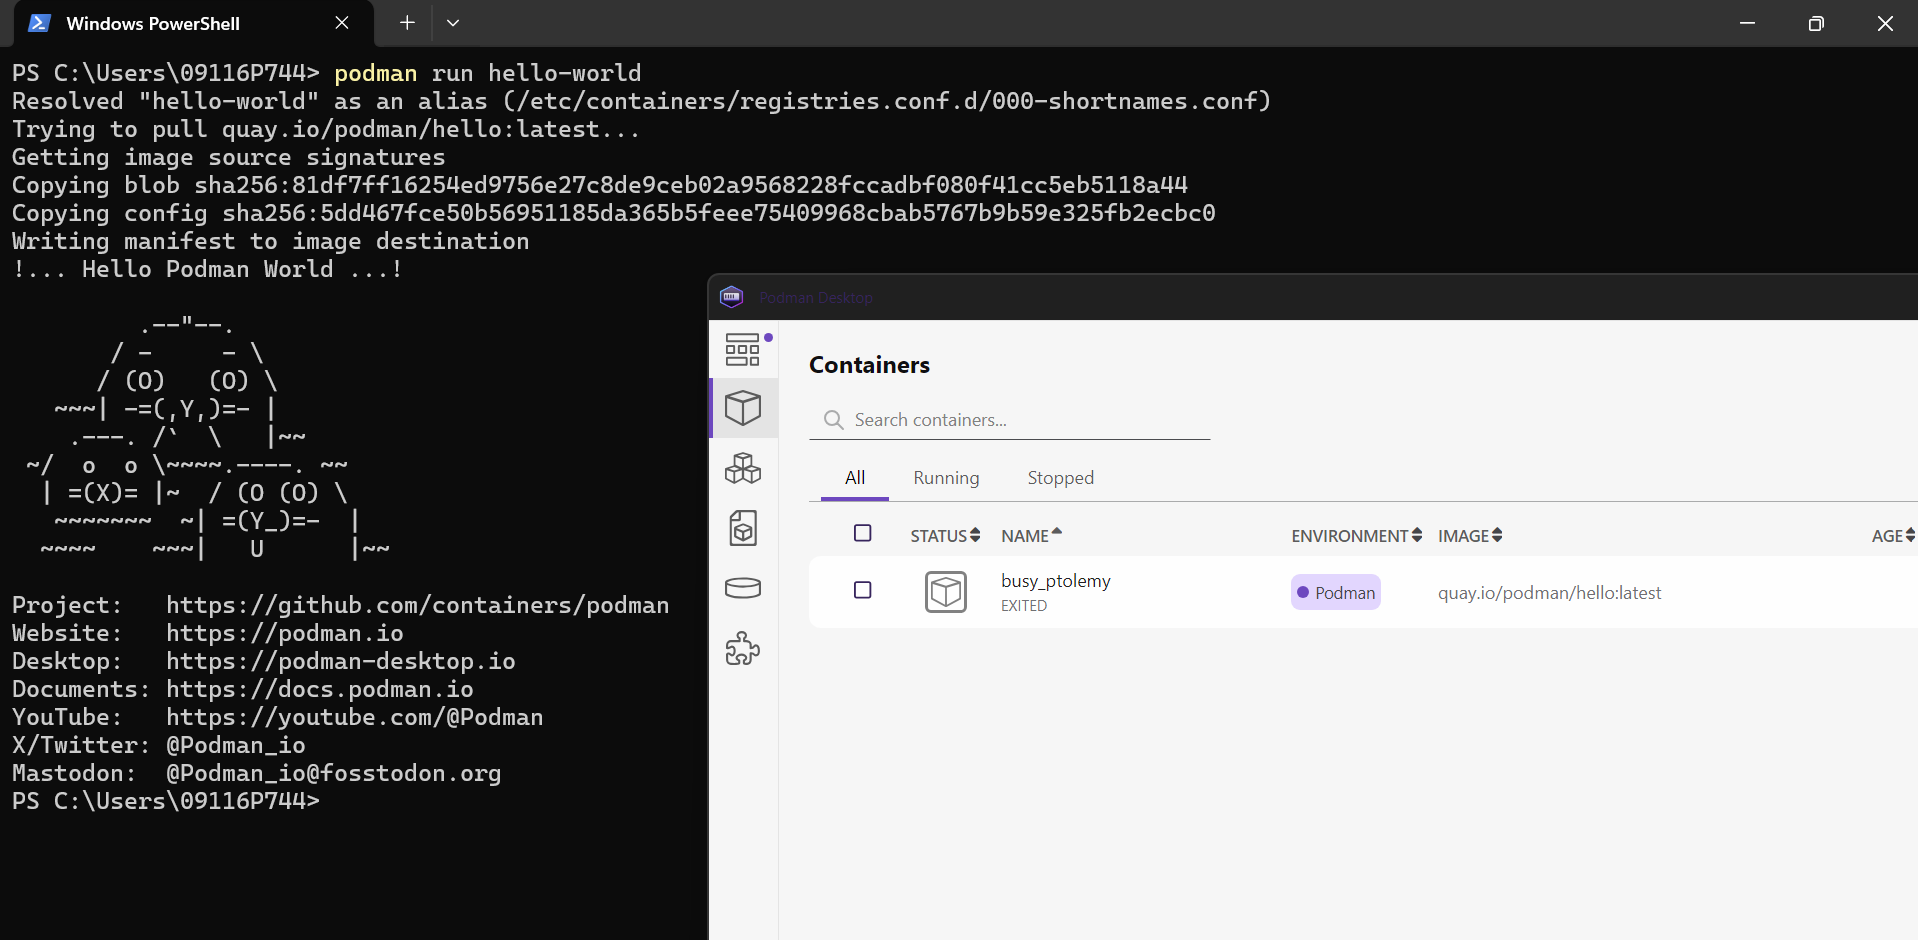 Windows PowerShell
PS C:\Users\09116P744> podman run hello-world
Resolved "hello-world" as an alias (/etc/containers/registries.conf.d/000-shortnames.conf)
Trying to pull quay.io/podman/hello:latest...
Getting image source signatures
Copying blob sha256:81df7ff16254ed9756e27c8de9ceb02a9568228fccadbf080f41cc5eb5118a44
Copying config sha256:5dd467fce50b56951185da365b5feee75409968cbab5767b9b59e325fb2ecbc0
Writing manifest to image destination
!... Hello Podman World ...!
         .--"--.
       / -     - \
      / (O)   (O) \
   ~~~| -=(,Y,)=- |
    .---. /`  \   |~~
 ~/  o  o \~~~~.----. ~~
  | =(X)= |~  / (O (O) \
   ~~~~~~~  ~| =(Y_)=-  |
  ~~~~    ~~~|   U      |~~
Project:   https://github.com/containers/podman
Website:   https://podman.io
Desktop:   https://podman-desktop.io
Documents: https://docs.podman.io
YouTube:   https://youtube.com/@Podman
X/Twitter: @Podman_io
Mastodon:  @Podman_io@fosstodon.org
PS C:\Users\09116P744>
Podman Desktop
Containers
Search containers...
All Running Stopped
STATUS NAME ENVIRONMENT IMAGE AGE
busy_ptolemy Podman quay.io/podman/hello:latest
EXITED